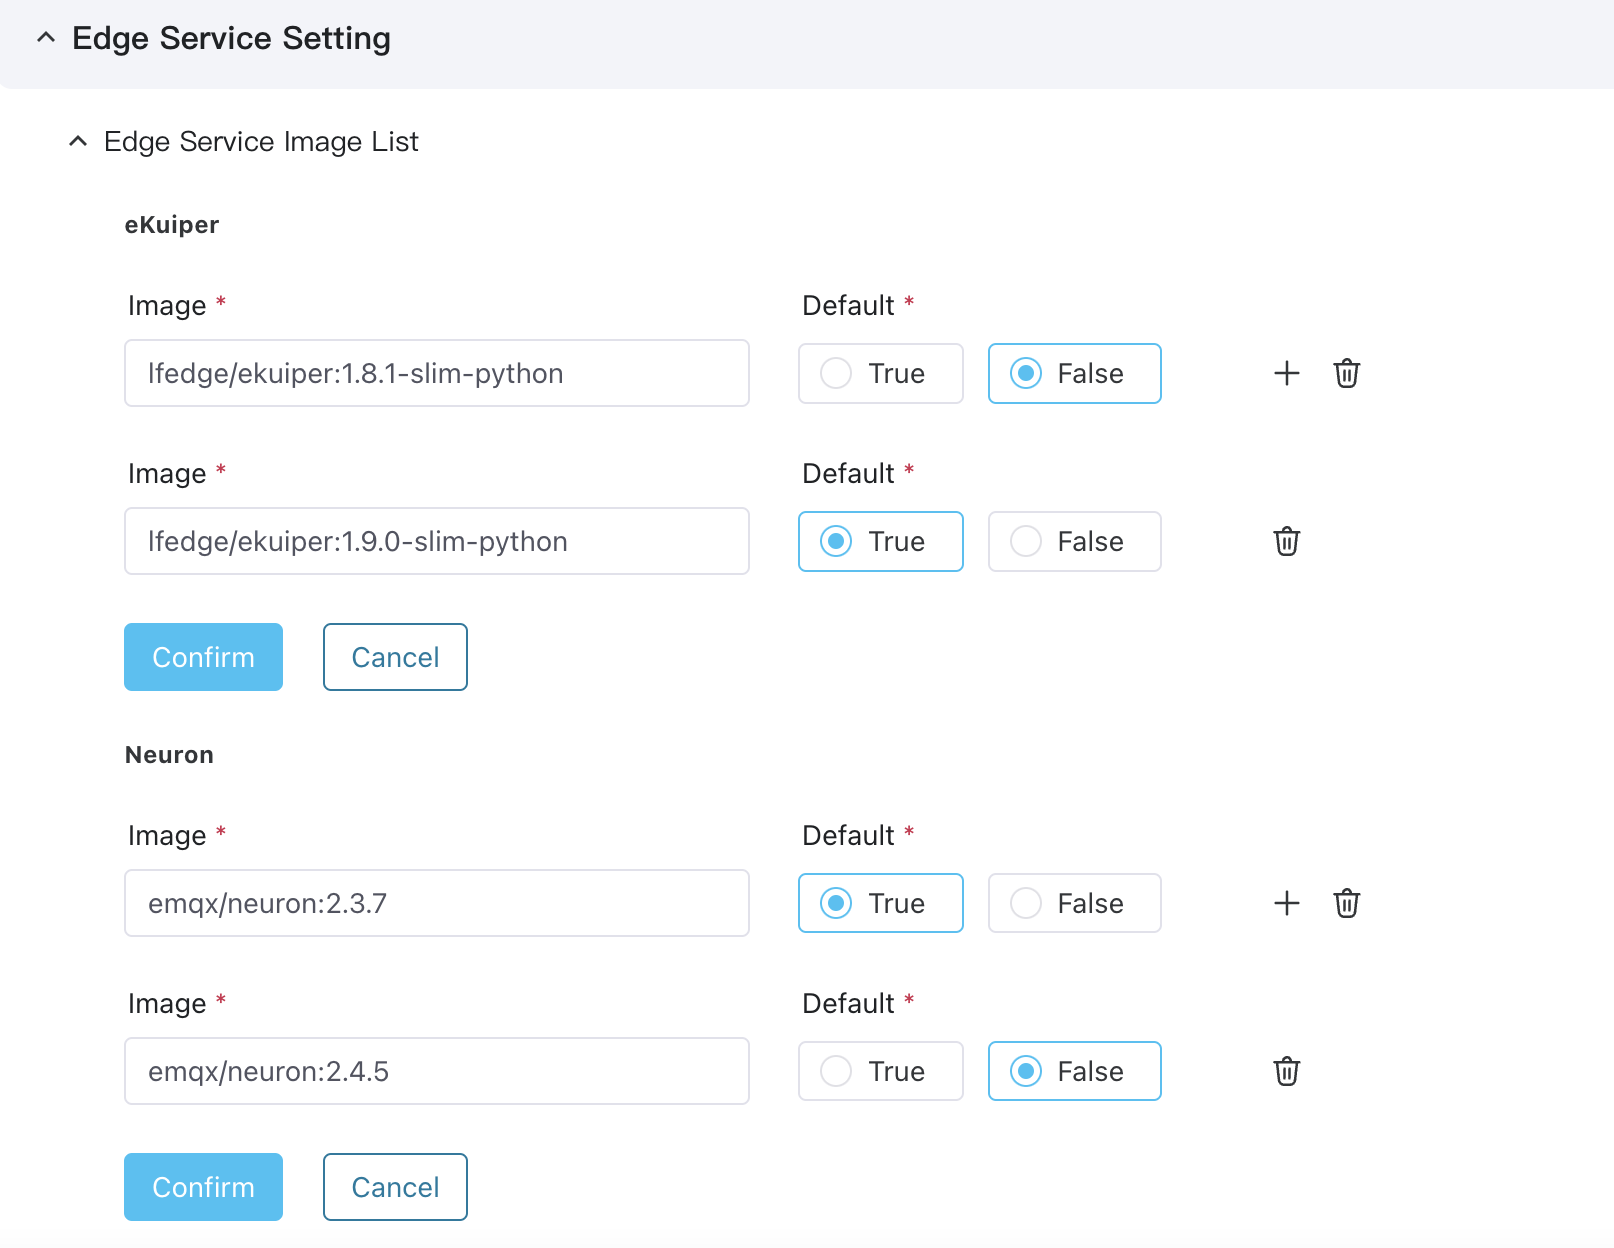 Edge Service Setting
Edge Service Image List
eKuiper
Image * Default *
lfedge/ekuiper:1.8.1-slim-python True False
Image * Default *
lfedge/ekuiper:1.9.0-slim-python True False
Confirm Cancel
Neuron
Image * Default *
emqx/neuron:2.3.7 True False
Image * Default *
emqx/neuron:2.4.5 True False
Confirm Cancel